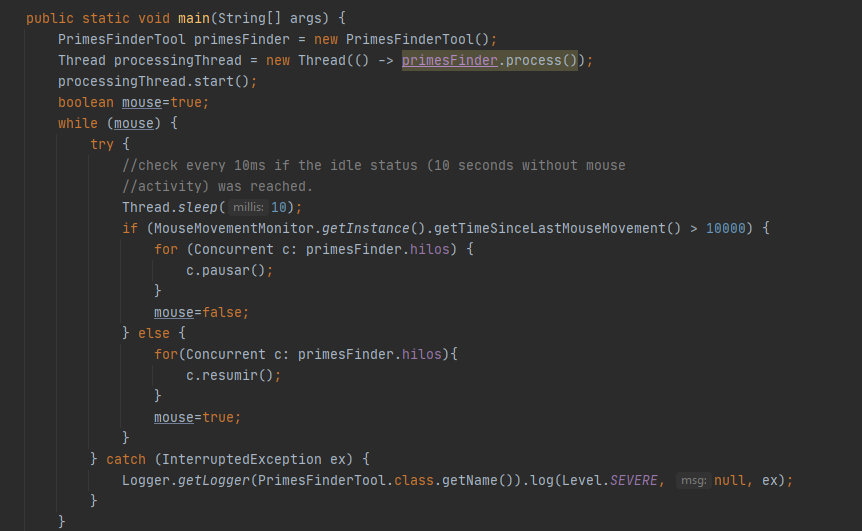 public static void main(String[] args) {
PrimesFinderTool primesFinder = new PrimesFinderTool();
Thread processingThread = new Thread(() -> primesFinder.process());
processingThread.start();
boolean mouse=true;
while (mouse) {
try {
//check every 10ms if the idle status (10 seconds without mouse
//activity) was reached.
Thread.sleep( millis: 10);
if (MouseMovementMonitor.getInstance().getTimeSinceLastMouseMovement() > 10000) {
for (Concurrent c: primesFinder.hilos) {
c.pausar();
}
mouse=false;
} else {
for(Concurrent c: primesFinder.hilos){
c.resumir();
}
mouse=true;
}
} catch (InterruptedException ex) {
Logger.getLogger(PrimesFinderTool.class.getName()).log(Level.SEVERE, msg: null, ex);
}
}